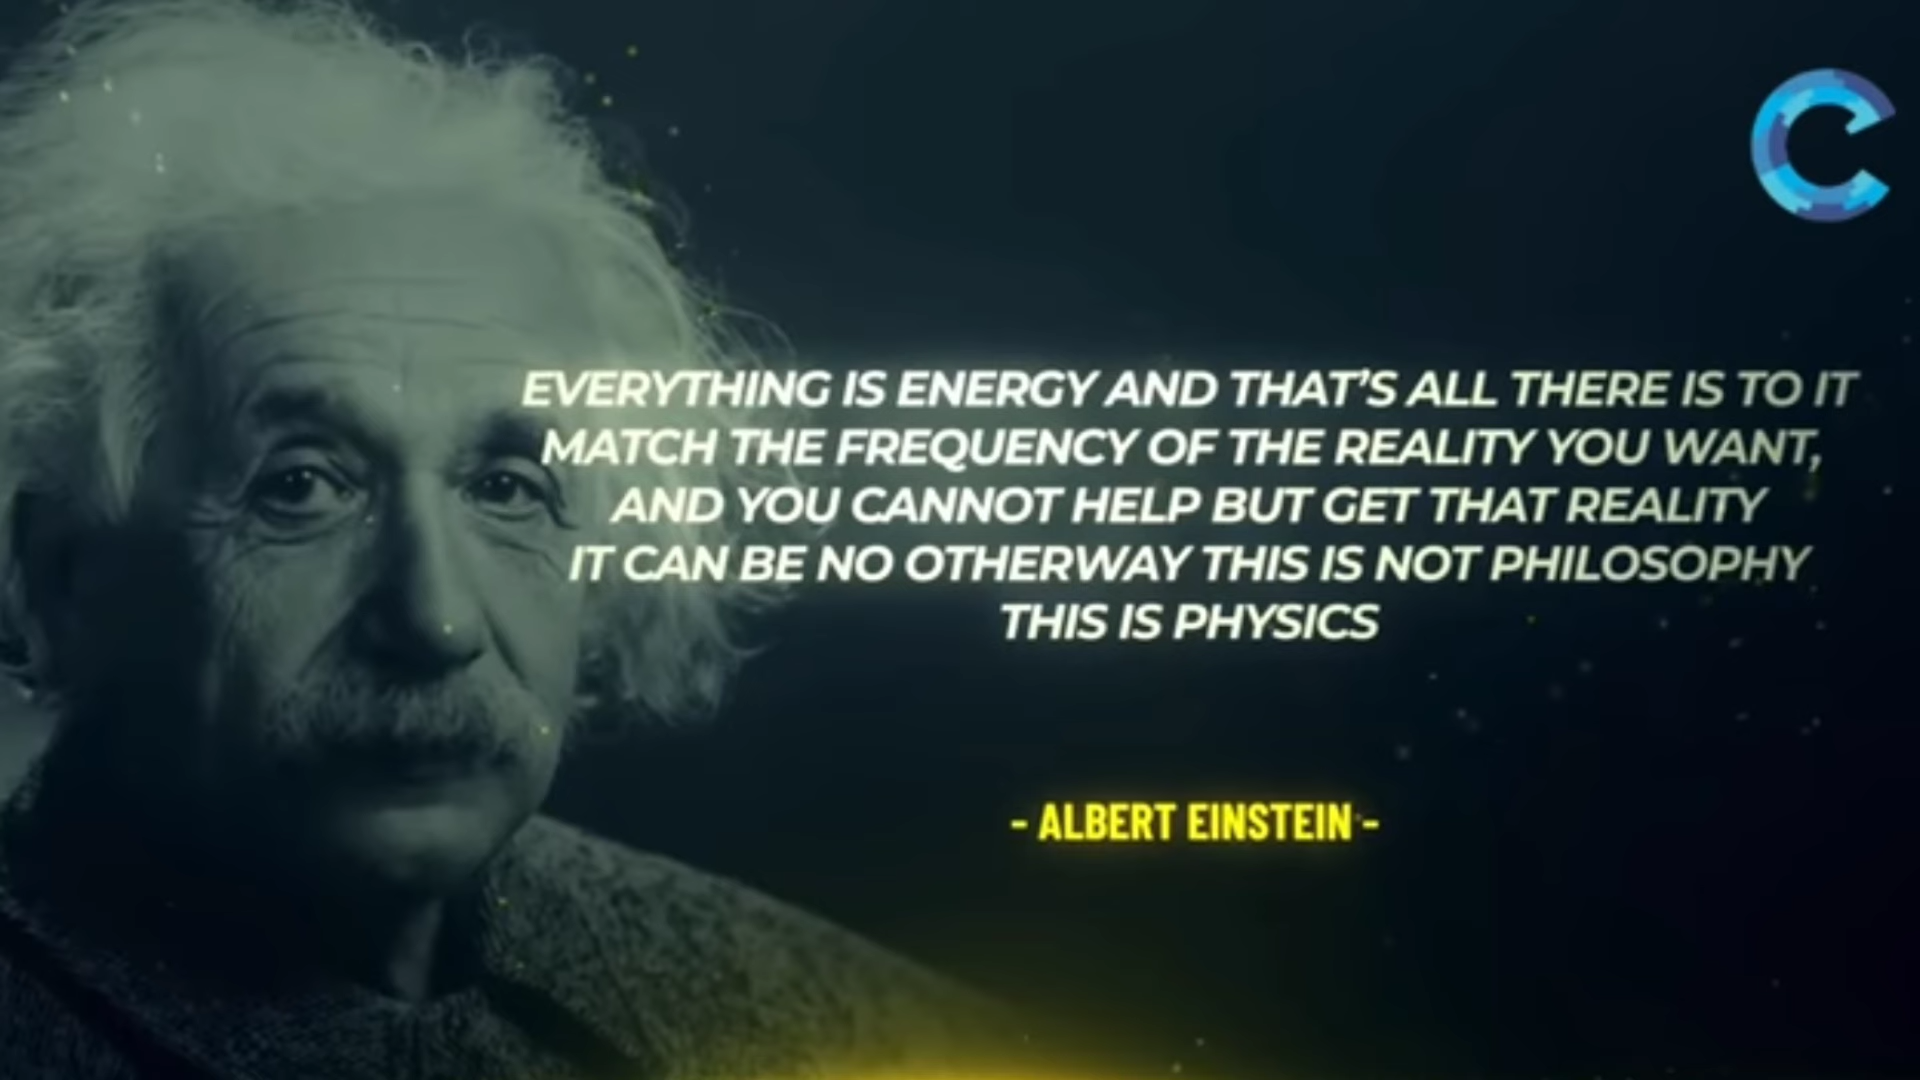 EVERYTHING IS ENERGY AND THAT'S ALL THERE IS TO IT
MATCH THE FREQUENCY OF THE REALITY YOU WANT,
AND YOU CANNOT HELP BUT GET THAT REALITY
IT CAN BE NO OTHERWAY THIS IS NOT PHILOSOPHY
THIS IS PHYSICS
- ALBERT EINSTEIN -